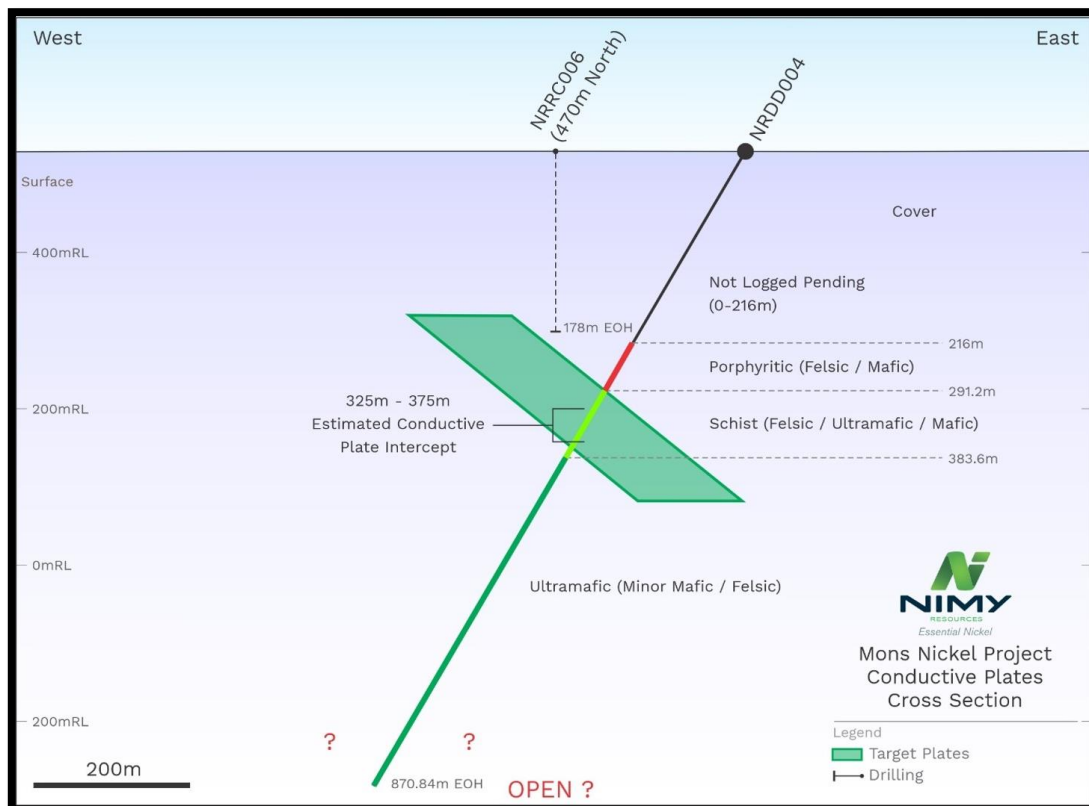 West
East
NRRC006
(470m North)
NRDD004
Surface
Cover
400mRL
Not Logged Pending
(0-216m)
178m EOH
216m
Porphyritic (Felsic / Mafic)
291.2m
325m - 375m
Estimated Conductive
Plate Intercept
200mRL
Schist (Felsic / Ultramafic / Mafic)
383.6m
0mRL
Ultramafic (Minor Mafic / Felsic)
NIMY
RESOURCES
Essential Nickel
Mons Nickel Project
Conductive Plates
Cross Section
200mRL
Legend
Target Plates
Drilling
? ?
200m
870.84m EOH
OPEN ?